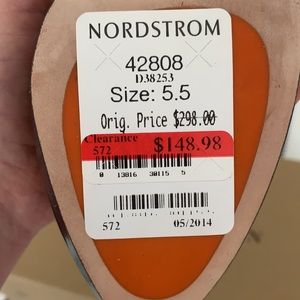 NORDSTROM
42808
D38253
Size: 5.5
Orig. Price $298.00
Clearance
572 $148.98
0 13816 30115 5
572 05/2014